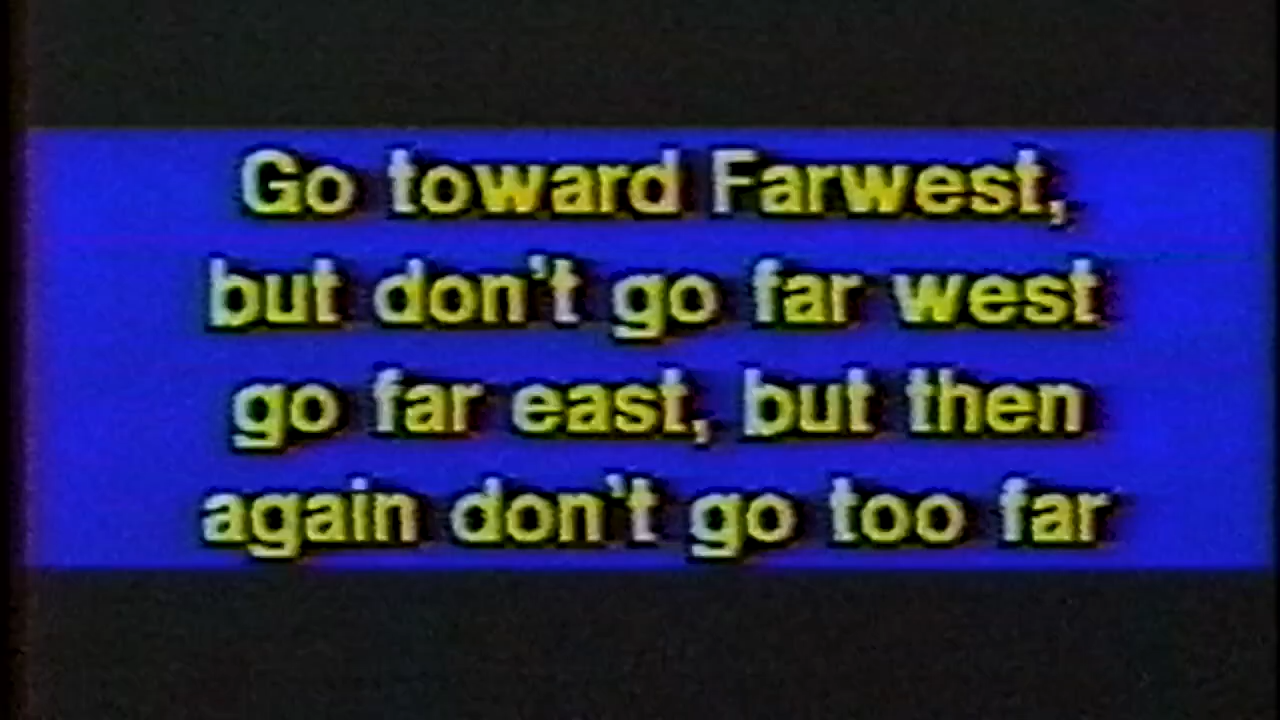 Go toward Farwest,
but don't go far west
go far east, but then
again don't go too far